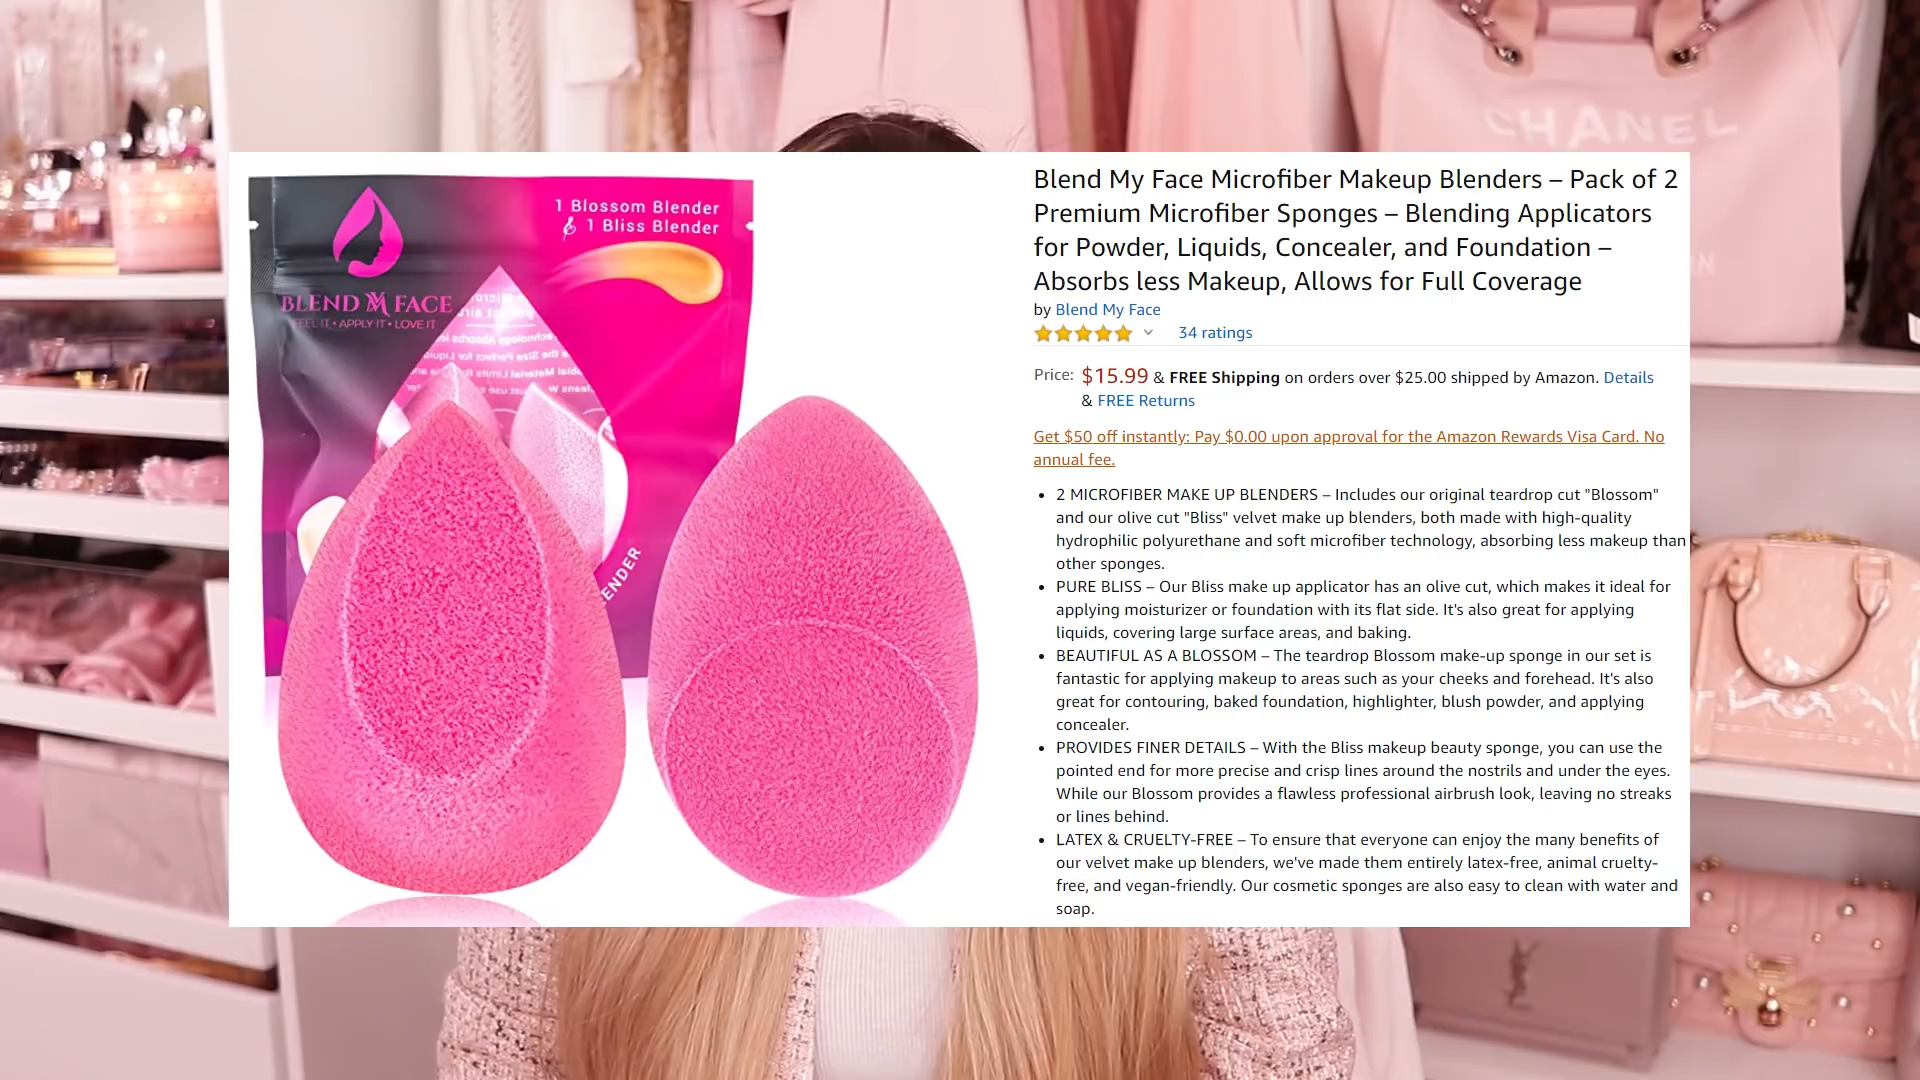 CHANEL
1 Blossom Blender
& 1 Bliss Blender
BLEND MY FACE
FEEL IT • APPLY IT • LOVE IT
Blend My Face Microfiber Makeup Blenders – Pack of 2
Premium Microfiber Sponges – Blending Applicators
for Powder, Liquids, Concealer, and Foundation –
Absorbs less Makeup, Allows for Full Coverage
by Blend My Face
34 ratings
Price: $15.99 & FREE Shipping on orders over $25.00 shipped by Amazon. Details
& FREE Returns
Get $50 off instantly: Pay $0.00 upon approval for the Amazon Rewards Visa Card. No
annual fee.
• 2 MICROFIBER MAKE UP BLENDERS – Includes our original teardrop cut "Blossom"
and our olive cut "Bliss" velvet make up blenders, both made with high-quality
hydrophilic polyurethane and soft microfiber technology, absorbing less makeup than
other sponges.
• PURE BLISS – Our Bliss make up applicator has an olive cut, which makes it ideal for
applying moisturizer or foundation with its flat side. It's also great for applying
liquids, covering large surface areas, and baking.
• BEAUTIFUL AS A BLOSSOM – The teardrop Blossom make-up sponge in our set is
fantastic for applying makeup to areas such as your cheeks and forehead. It's also
great for contouring, baked foundation, highlighter, blush powder, and applying
concealer.
• PROVIDES FINER DETAILS – With the Bliss makeup beauty sponge, you can use the
pointed end for more precise and crisp lines around the nostrils and under the eyes.
While our Blossom provides a flawless professional airbrush look, leaving no streaks
or lines behind.
• LATEX & CRUELTY-FREE – To ensure that everyone can enjoy the many benefits of
our velvet make up blenders, we've made them entirely latex-free, animal cruelty-
free, and vegan-friendly. Our cosmetic sponges are also easy to clean with water and
soap.